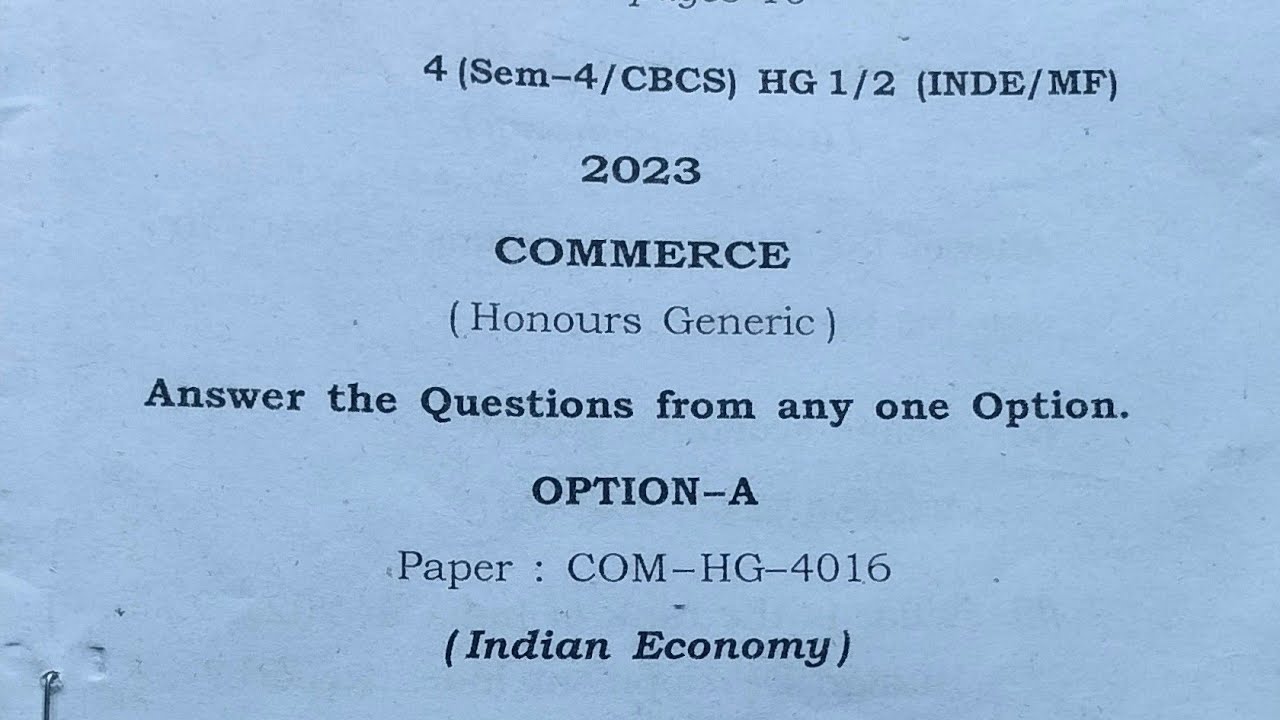 4 (Sem–4/CBCS) HG 1/2 (INDE/MF)
2023
COMMERCE
(Honours Generic)
Answer the Questions from any one Option.
OPTION–A
Paper : COM–HG–4016
(Indian Economy)